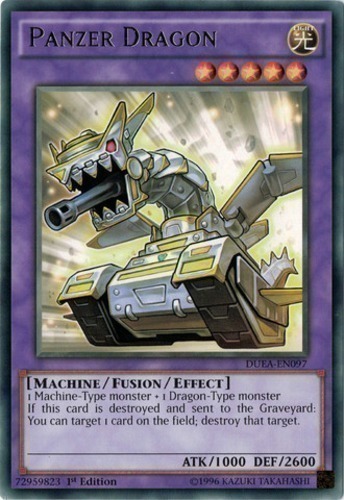 PANZER DRAGON
LIGHT
光
DUEA-EN097
[MACHINE / FUSION / EFFECT]
1 Machine-Type monster + 1 Dragon-Type monster
If this card is destroyed and sent to the Graveyard:
You can target 1 card on the field; destroy that target.
ATK/1000 DEF/2600
72959823 1st Edition ©1996 KAZUKI TAKAHASHI